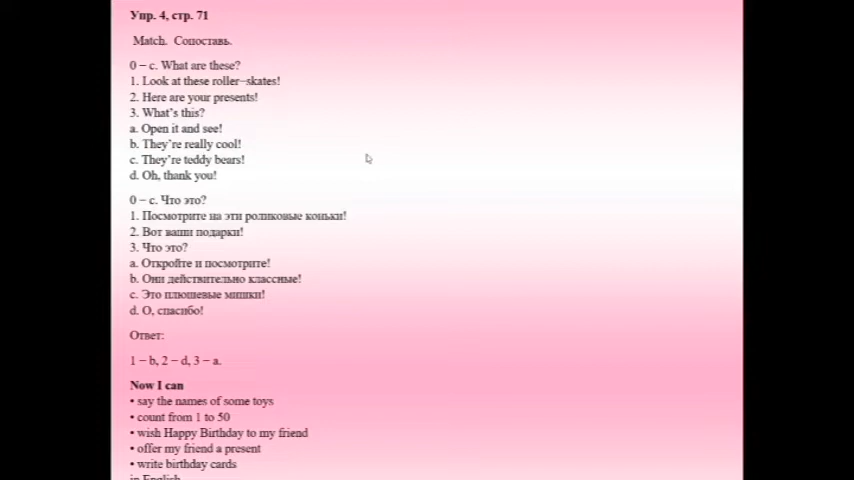 Упр. 4, стр. 71
Match. Сопоставь.
0 – c. What are these?
1. Look at these roller–skates!
2. Here are your presents!
3. What's this?
a. Open it and see!
b. They're really cool!
c. They're teddy bears!
d. Oh, thank you!
0 – c. Что это?
1. Посмотрите на эти роликовые коньки!
2. Вот ваши подарки!
3. Что это?
a. Откройте и посмотрите!
b. Они действительно классные!
c. Это плюшевые мишки!
d. О, спасибо!
Ответ:
1 – b, 2 – d, 3 – a.
Now I can
• say the names of some toys
• count from 1 to 50
• wish Happy Birthday to my friend
• offer my friend a present
• write birthday cards
in English